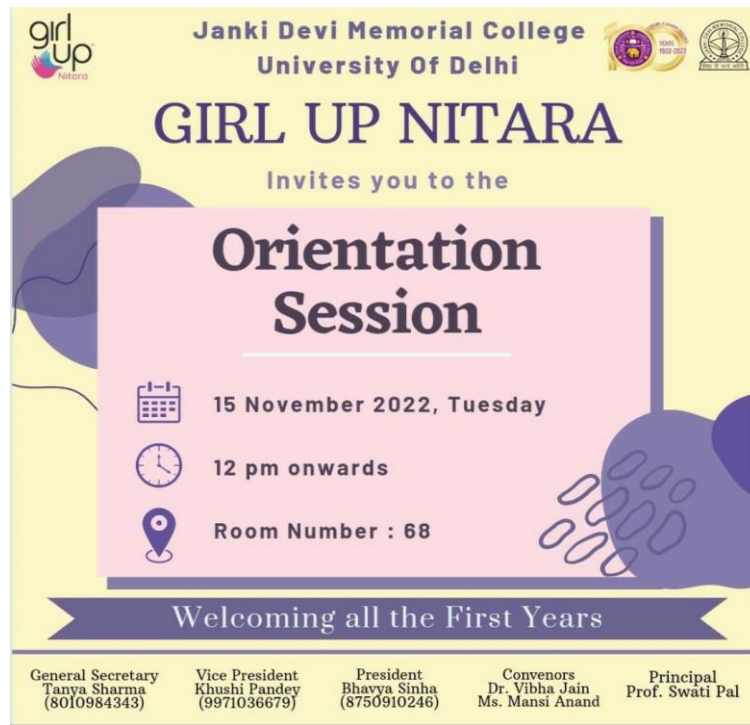 girl
up
Nitara
Janki Devi Memorial College
University Of Delhi
YEARS
1922-2022
GIRL UP NITARA
Invites you to the
Orientation
Session
15 November 2022, Tuesday
12 pm onwards
Room Number : 68
Welcoming all the First Years
General Secretary
Tanya Sharma
(8010984343)
Vice President
Khushi Pandey
(9971036679)
President
Bhavya Sinha
(8750910246)
Convenors
Dr. Vibha Jain
Ms. Mansi Anand
Principal
Prof. Swati Pal